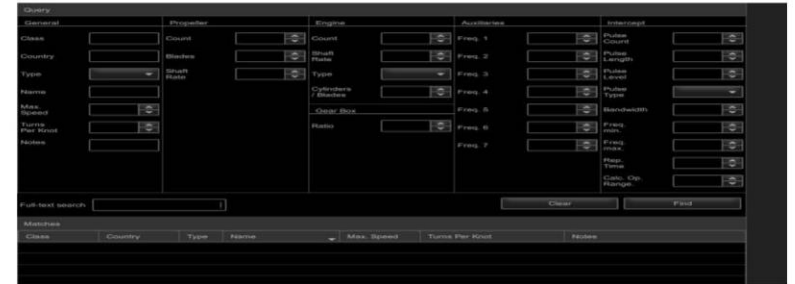 Query
General Propeller Engine Auxiliaries Intercept
Class Count Count Freq. 1 Pulse Count
Country Blades Shaft Rate Freq. 2 Pulse Length
Type Shaft Rate Type Freq. 3 Pulse Level
Name Cylinders / Blades Freq. 4 Pulse Type
Max. Speed Gear Box Freq. 5 Bandwidth
Turns Per Knot Ratio Freq. 6 Freq. min.
Notes Freq. 7 Freq. max.
Rep. Time
Calc. Op. Range.
Full-text search Clear Find
Matches
Class Country Type Name Max. Speed Turns Per Knot Notes